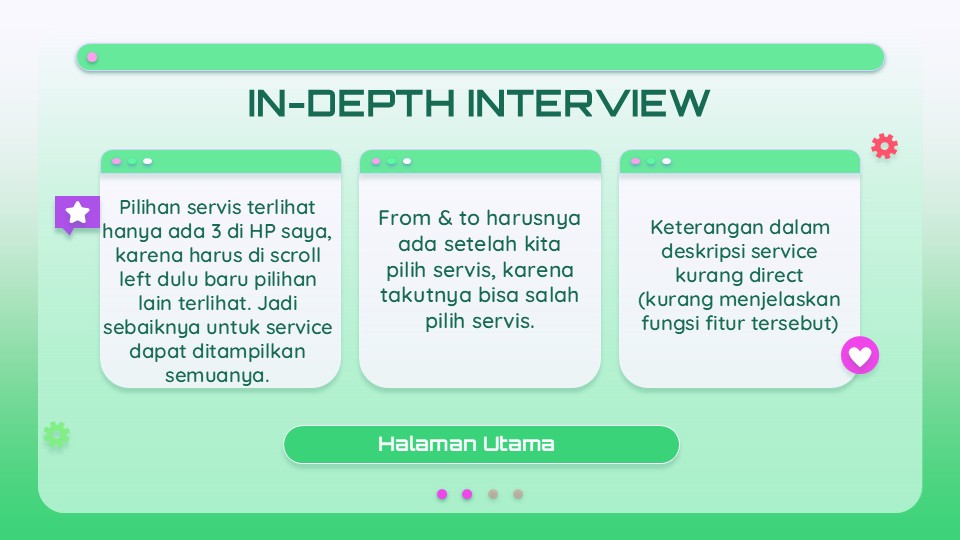 IN-DEPTH INTERVIEW
Pilihan servis terlihat
hanya ada 3 di HP saya,
karena harus di scroll
left dulu baru pilihan
lain terlihat. Jadi
sebaiknya untuk service
dapat ditampilkan
semuanya.
From & to harusnya
ada setelah kita
pilih servis, karena
takutnya bisa salah
pilih servis.
Keterangan dalam
deskripsi service
kurang direct
(kurang menjelaskan
fungsi fitur tersebut)
Halaman Utama